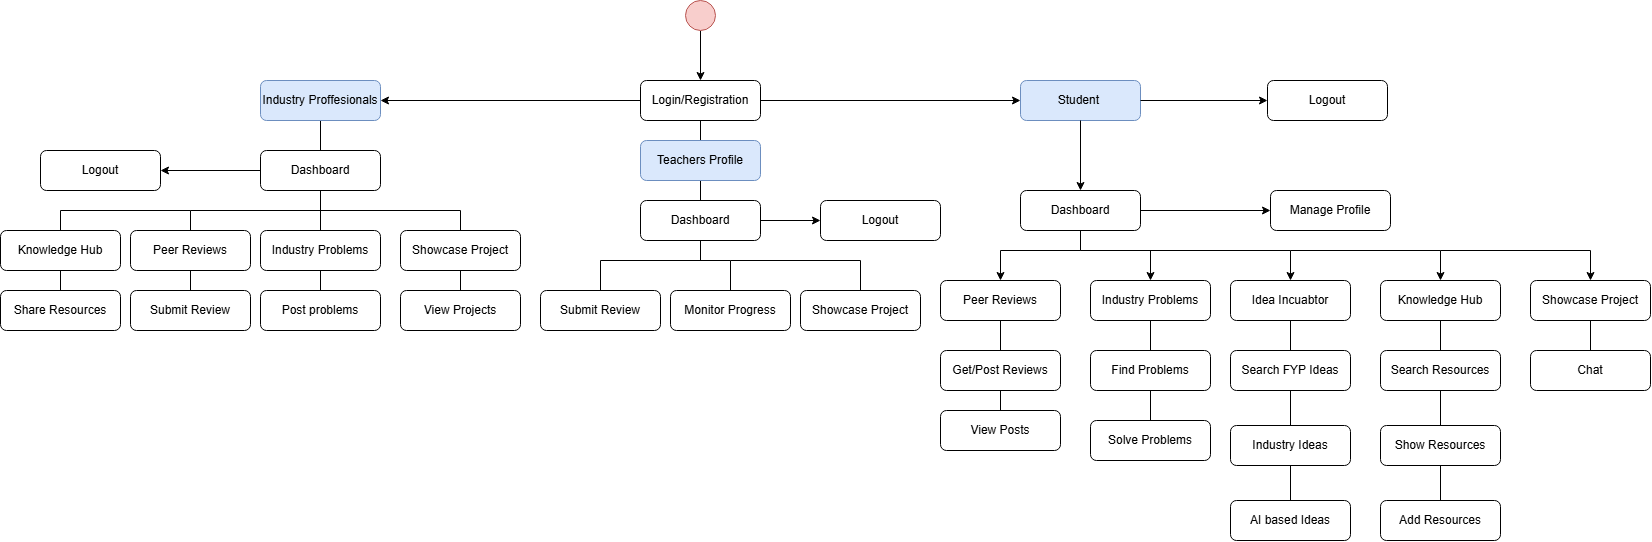 Industry Proffesionals
Login/Registration
Student
Logout
Logout
Dashboard
Teachers Profile
Dashboard
Logout
Dashboard
Manage Profile
Knowledge Hub
Peer Reviews
Industry Problems
Showcase Project
Share Resources
Submit Review
Post problems
View Projects
Submit Review
Monitor Progress
Showcase Project
Peer Reviews
Industry Problems
Idea Incuabtor
Knowledge Hub
Showcase Project
Get/Post Reviews
Find Problems
Search FYP Ideas
Search Resources
Chat
View Posts
Solve Problems
Industry Ideas
Show Resources
AI based Ideas
Add Resources